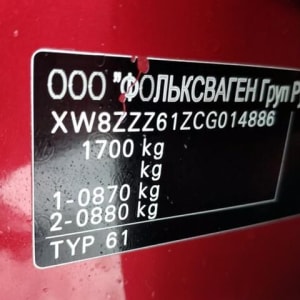 ООО "ФОЛЬКСВАГЕН Груп Р
XW8ZZZ61ZCG014886
1700 kg
kg
1-0870 kg
2-0880 kg
TYP 61